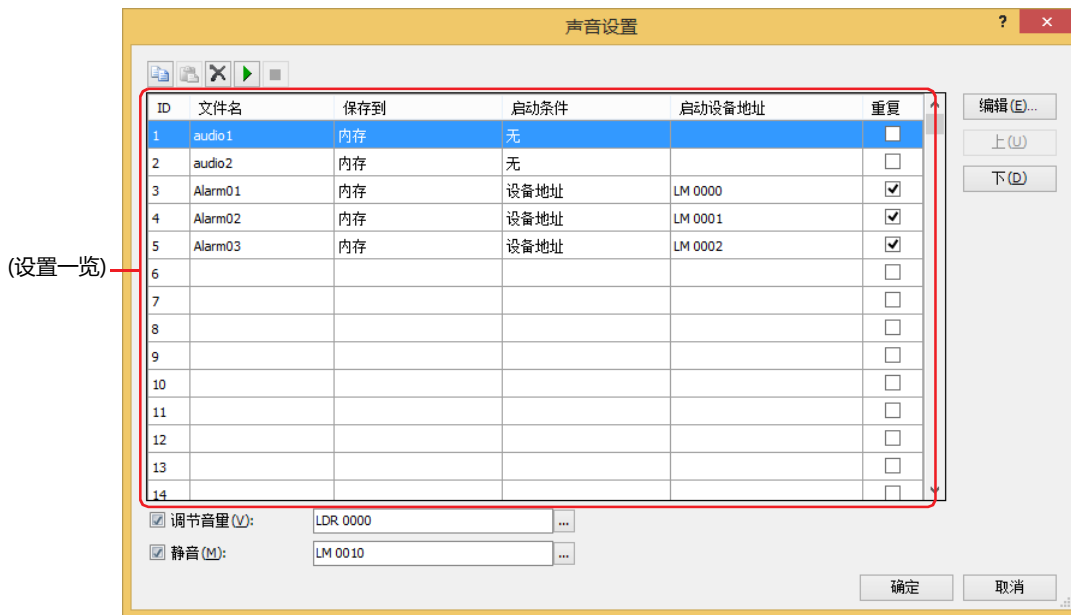 声音设置
?
ID 文件名 保存到 启动条件 启动设备地址 重复
编辑(E)...
1 audio1 内存 无
上(U)
2 audio2 内存 无
下(D)
3 Alarm01 内存 设备地址 LM 0000
4 Alarm02 内存 设备地址 LM 0001
5 Alarm03 内存 设备地址 LM 0002
(设置一览)
6
7
8
9
10
11
12
13
14
调节音量(V): LDR 0000 ...
静音(M): LM 0010 ...
确定 取消